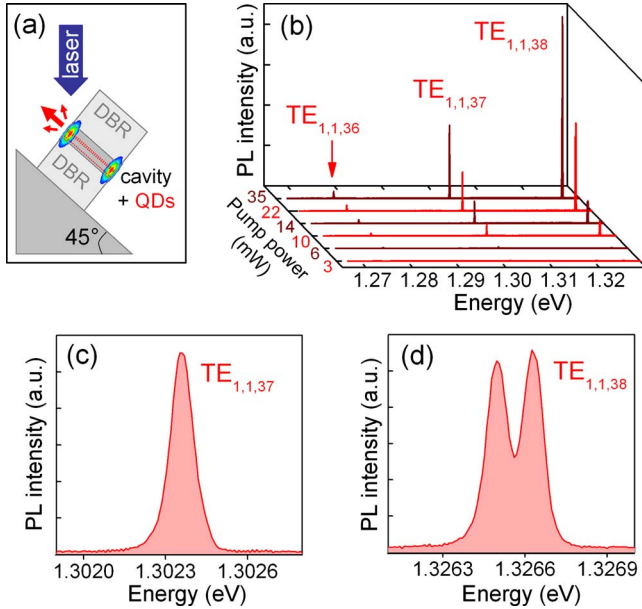 (a)
laser
DBR
DBR
cavity
+ QDs
45°
(b)
PL intensity (a.u.)
TE1,1,38
TE1,1,37
TE1,1,36
35
22
14
10
6
3
Pump power
(mW)
1.27 1.28 1.29 1.30 1.31 1.32
Energy (eV)
(c)
TE1,1,37
PL intensity (a.u.)
1.3020 1.3023 1.3026
Energy (eV)
(d)
TE1,1,38
PL intensity (a.u.)
1.3263 1.3266 1.3269
Energy (eV)